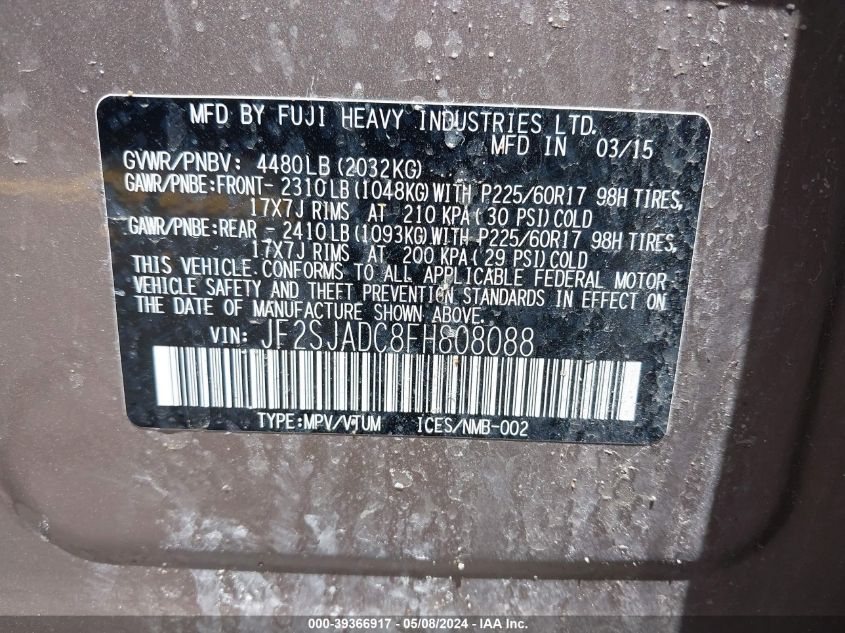 MFD BY FUJI HEAVY INDUSTRIES LTD.
MFD IN 03/15
GVWR/PNBV: 4480LB(2032KG)
GAWR/PNBE:FRONT- 2310LB(1048KG)WITH P225/60R17 98H TIRES,
17X7J RIMS AT 210 KPA(30 PSI)COLD
GAWR/PNBE:REAR - 2410LB(1093KG)WITH P225/60R17 98H TIRES,
17X7J RIMS AT 200 KPA(29 PSI)COLD
THIS VEHICLE. CONFORMS TO ALL APPLICABLE FEDERAL MOTOR
VEHICLE SAFETY AND THEFT PREVENTION STANDARDS IN EFFECT ON
THE DATE OF MANUFACTURE SHOWN ABOVE.
VIN: JF2SJADC8FH808088
TYPE:MPV/VTUM ICES/NMB-002
000-39366917 - 05/08/2024 - IAA Inc.